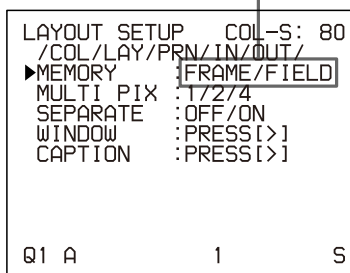 LAYOUT SETUP COL-S: 80
/COL/LAY/PRN/IN/OUT/
▶MEMORY :FRAME/FIELD
MULTI PIX :1/2/4
SEPARATE :OFF/ON
WINDOW :PRESS[>]
CAPTION :PRESS[>]
Q1 A 1 S